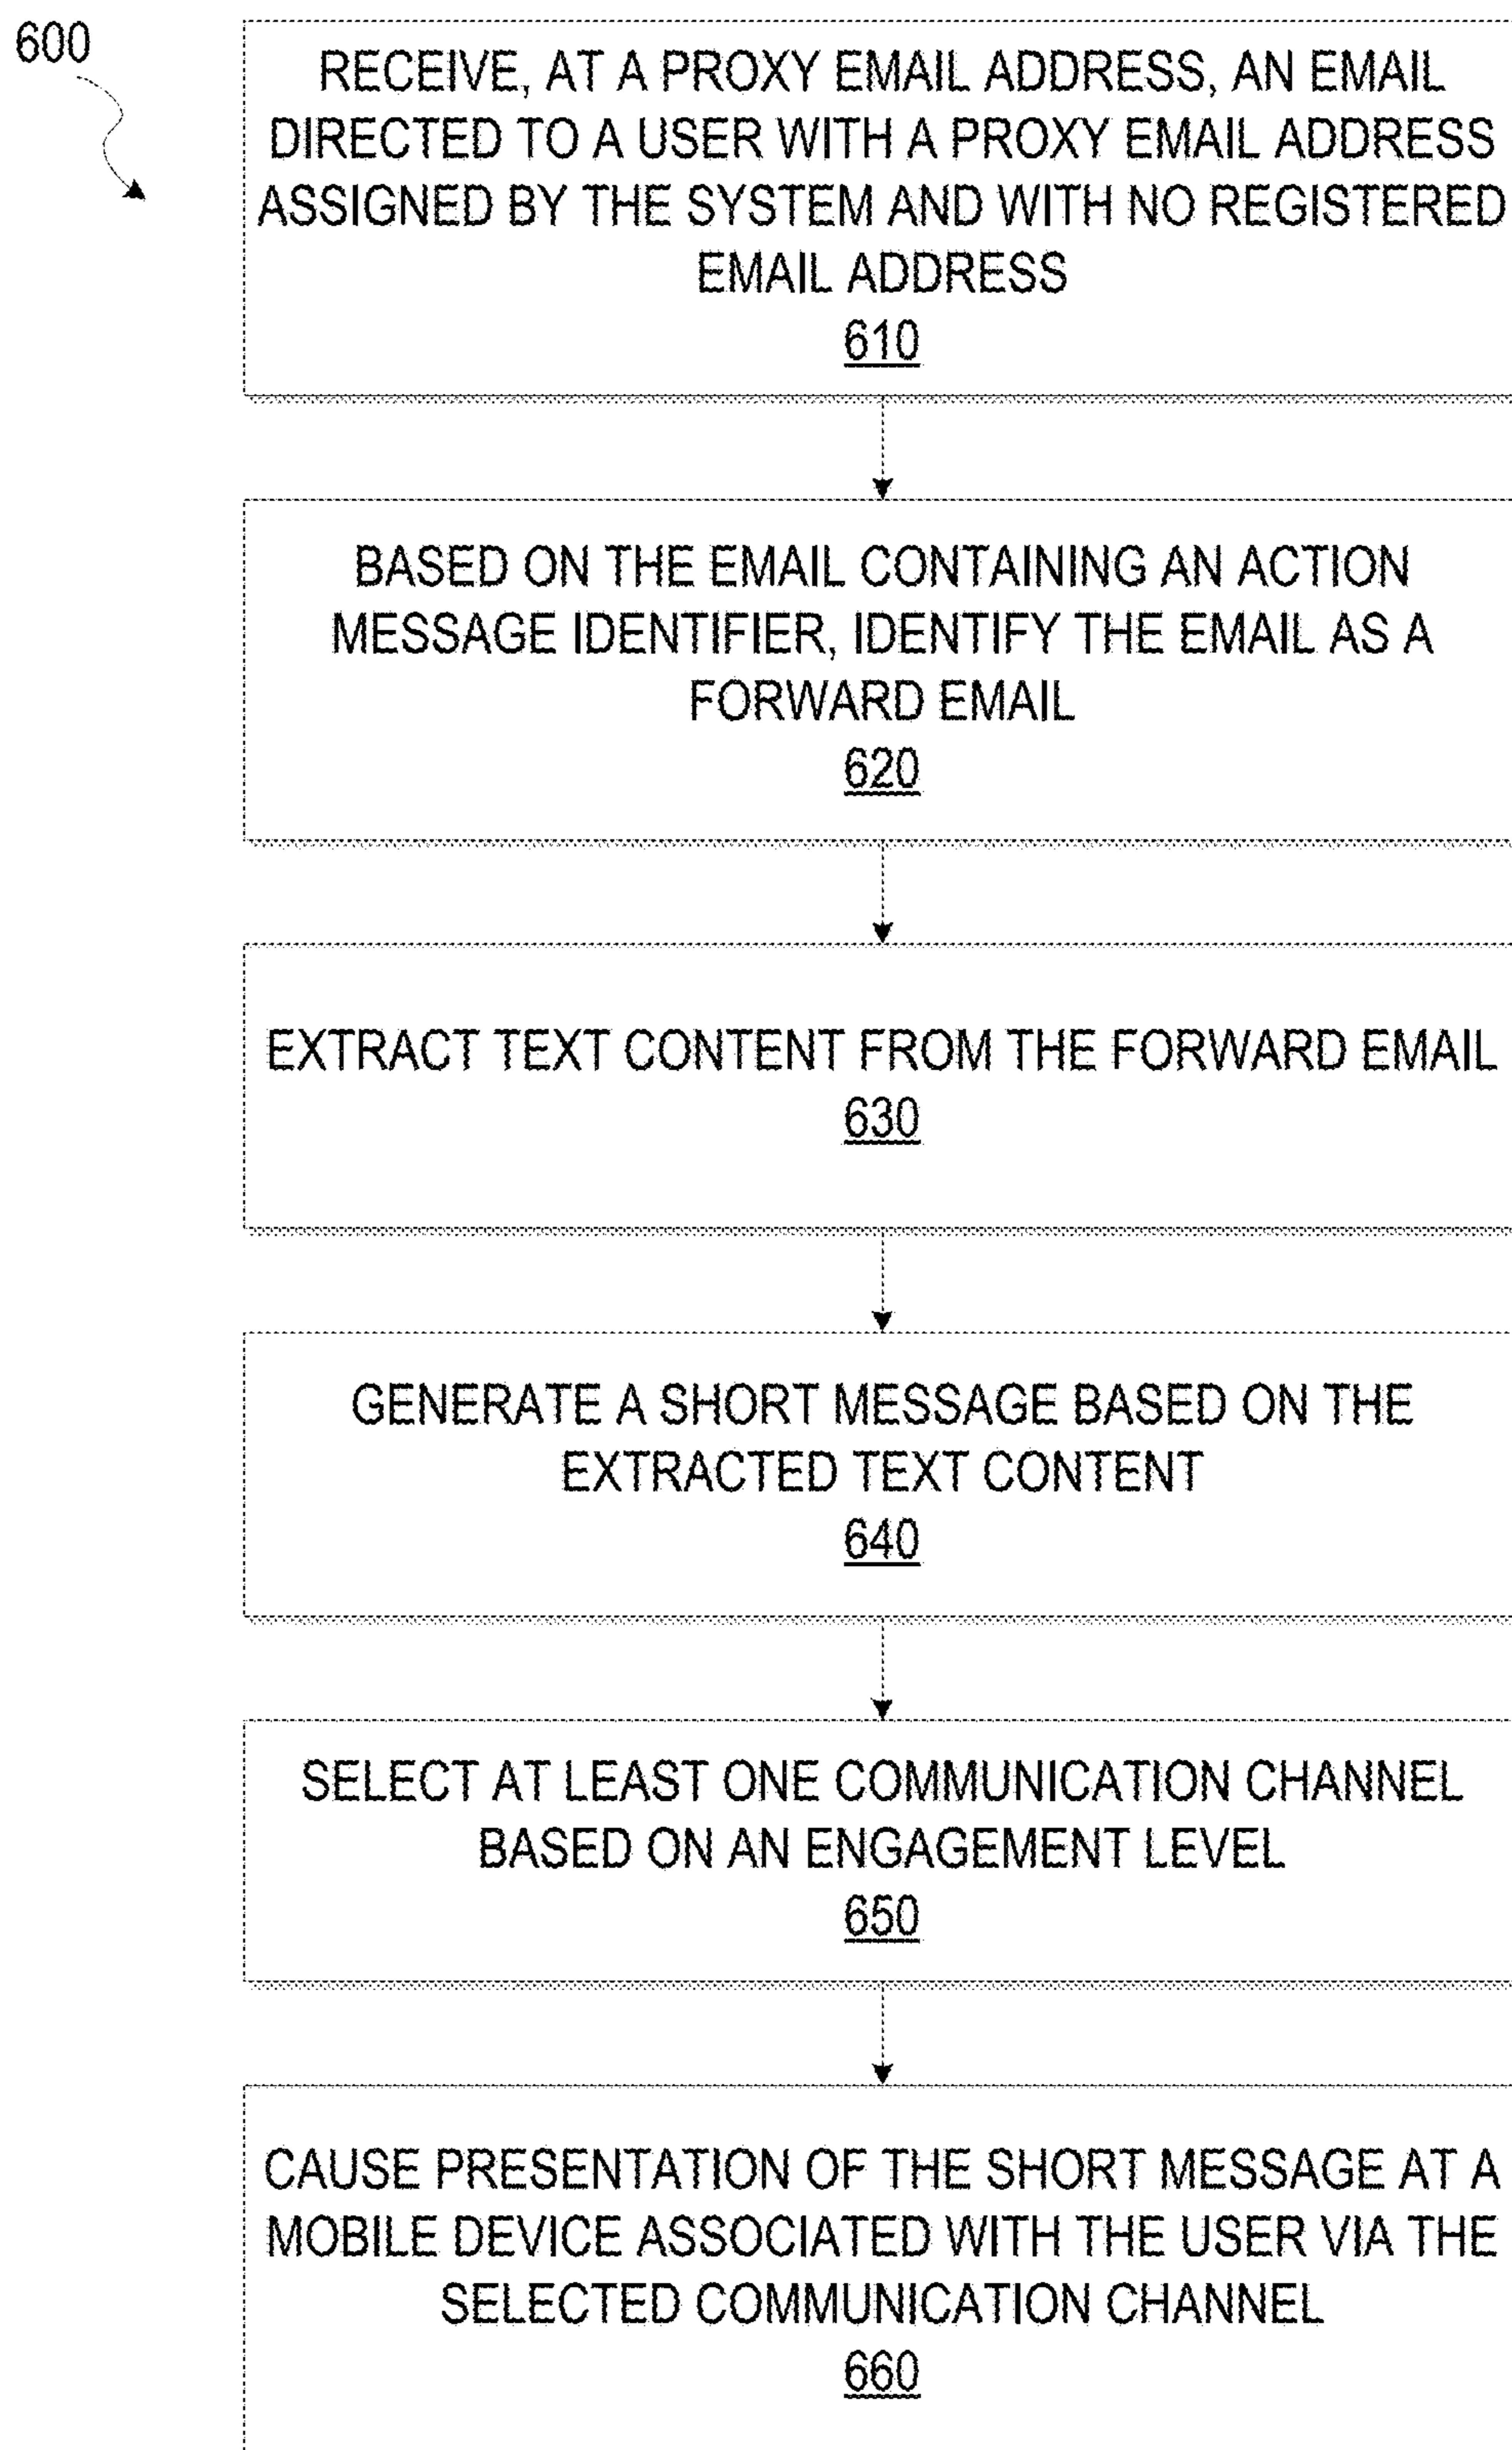 600
RECEIVE, AT A PROXY EMAIL ADDRESS, AN EMAIL
DIRECTED TO A USER WITH A PROXY EMAIL ADDRESS
ASSIGNED BY THE SYSTEM AND WITH NO REGISTERED
EMAIL ADDRESS
610
BASED ON THE EMAIL CONTAINING AN ACTION
MESSAGE IDENTIFIER, IDENTIFY THE EMAIL AS A
FORWARD EMAIL
620
EXTRACT TEXT CONTENT FROM THE FORWARD EMAIL
630
GENERATE A SHORT MESSAGE BASED ON THE
EXTRACTED TEXT CONTENT
640
SELECT AT LEAST ONE COMMUNICATION CHANNEL
BASED ON AN ENGAGEMENT LEVEL
650
CAUSE PRESENTATION OF THE SHORT MESSAGE AT A
MOBILE DEVICE ASSOCIATED WITH THE USER VIA THE
SELECTED COMMUNICATION CHANNEL
660